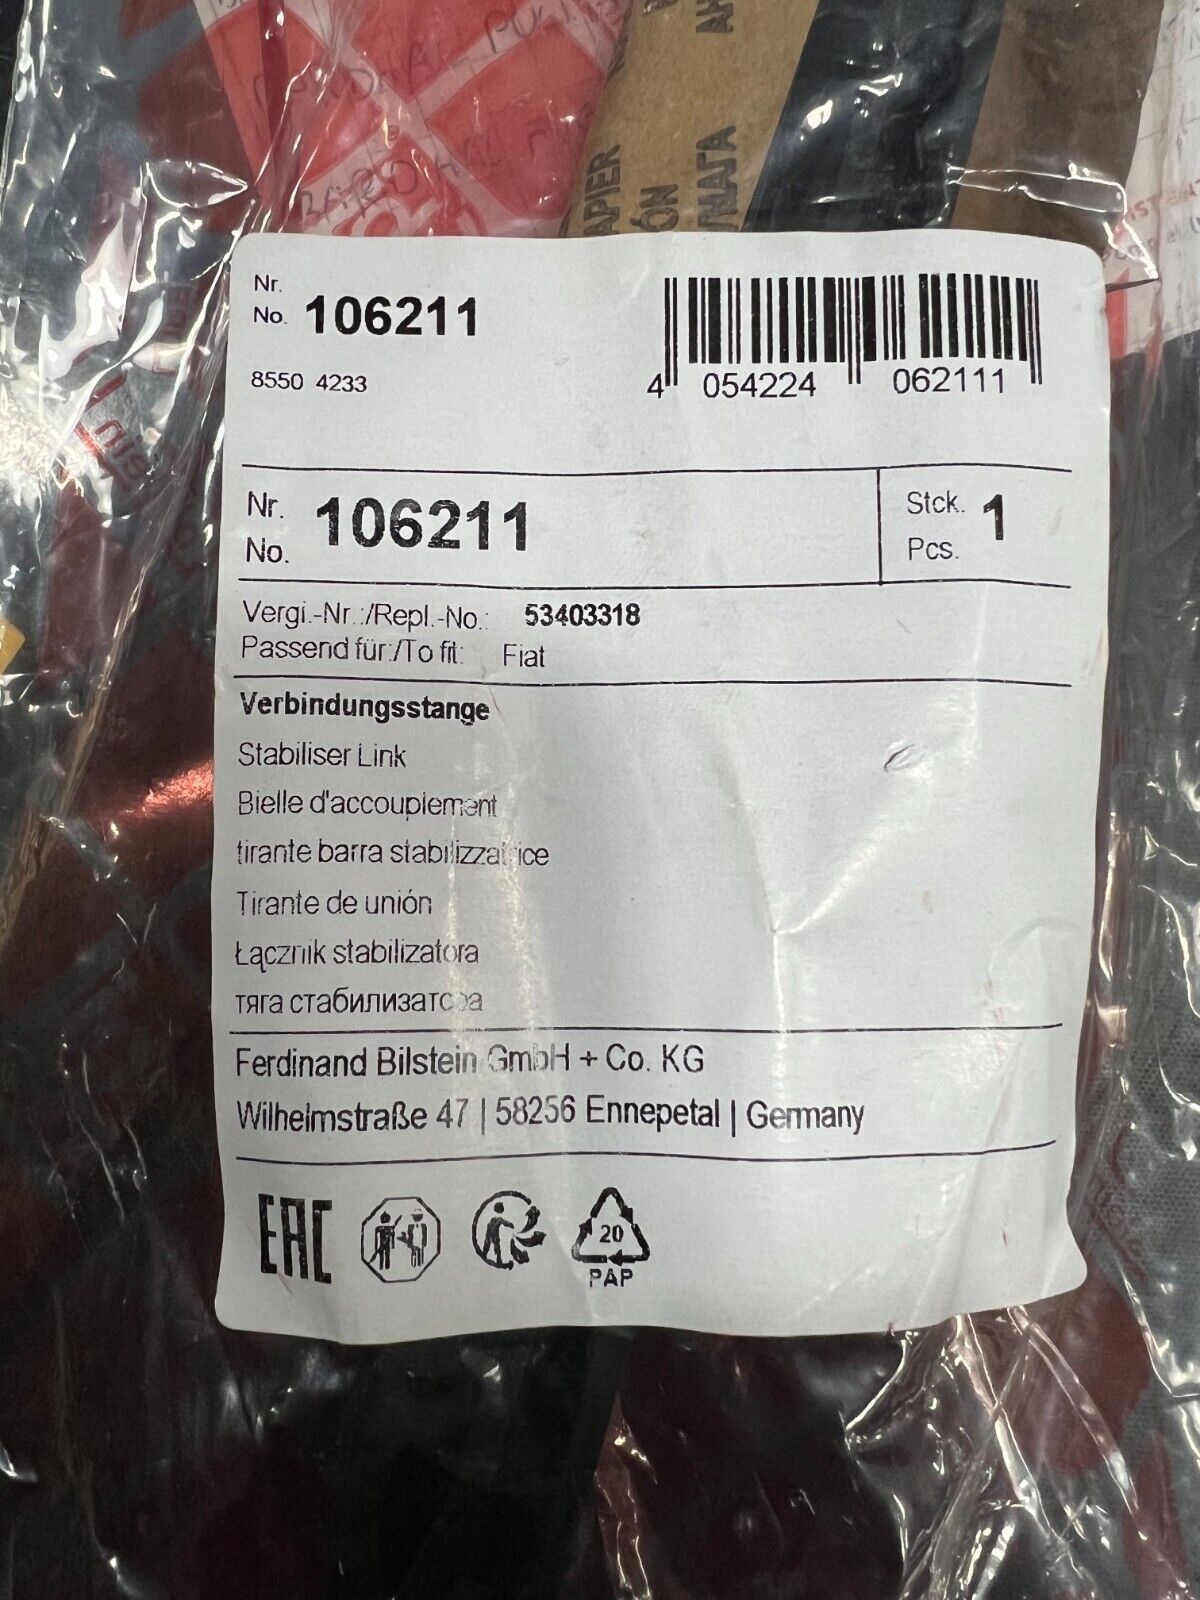 APIER
Nr.
No. 106211
8550 4233
4 054224 062111
Nr.
No. 106211
Stck.
Pcs. 1
Vergl.-Nr.:/Repl.-No.: 53403318
Passend für:/To fit: Fiat
Verbindungsstange
Stabiliser Link
Bielle d'accouplement
tirante barra stabilizzatrice
Tirante de unión
Łącznik stabilizatora
тяга стабилизатора
Ferdinand Bilstein GmbH + Co. KG
Wilhelmstraße 47 | 58256 Ennepetal | Germany
EAC
20
PAP